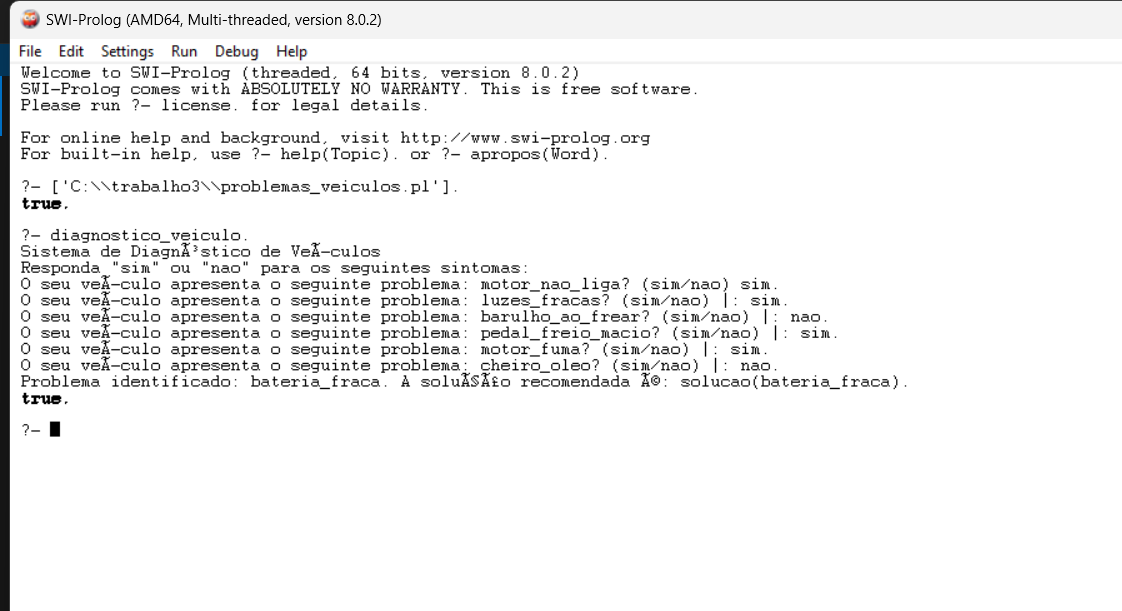 SWI-Prolog (AMD64, Multi-threaded, version 8.0.2)
File Edit Settings Run Debug Help
Welcome to SWI-Prolog (threaded, 64 bits, version 8.0.2)
SWI-Prolog comes with ABSOLUTELY NO WARRANTY. This is free software.
Please run ?- license. for legal details.
For online help and background, visit http://www.swi-prolog.org
For built-in help, use ?- help(Topic). or ?- apropos(Word).
?- ['C:\\trabalho3\\problemas_veiculos.pl'].
true.
?- diagnostico_veiculo.
Sistema de DiagnÃ³stico de VeÃ-culos
Responda "sim" ou "nao" para os seguintes sintomas:
O seu veÃ-culo apresenta o seguinte problema: motor_nao_liga? (sim/nao) sim.
O seu veÃ-culo apresenta o seguinte problema: luzes_fracas? (sim/nao) |: sim.
O seu veÃ-culo apresenta o seguinte problema: barulho_ao_frear? (sim/nao) |: nao.
O seu veÃ-culo apresenta o seguinte problema: pedal_freio_macio? (sim/nao) |: sim.
O seu veÃ-culo apresenta o seguinte problema: motor_fuma? (sim/nao) |: sim.
O seu veÃ-culo apresenta o seguinte problema: cheiro_oleo? (sim/nao) |: nao.
Problema identificado: bateria_fraca. A soluÃ§Ã£o recomendada Ã©: solucao(bateria_fraca).
true.
?-